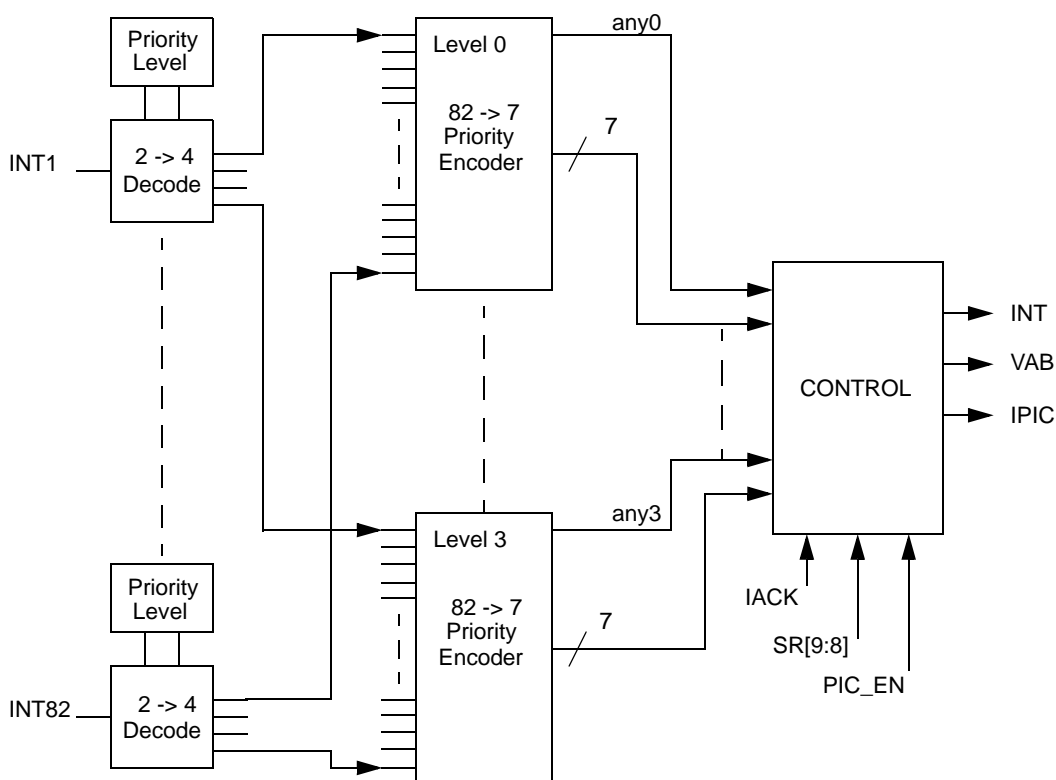 Priority
Level
INT1
2 -> 4
Decode
Level 0
82 -> 7
Priority
Encoder
any0
7
CONTROL
INT
VAB
IPIC
IACK
SR[9:8]
PIC_EN
Priority
Level
INT82
2 -> 4
Decode
Level 3
82 -> 7
Priority
Encoder
any3
7